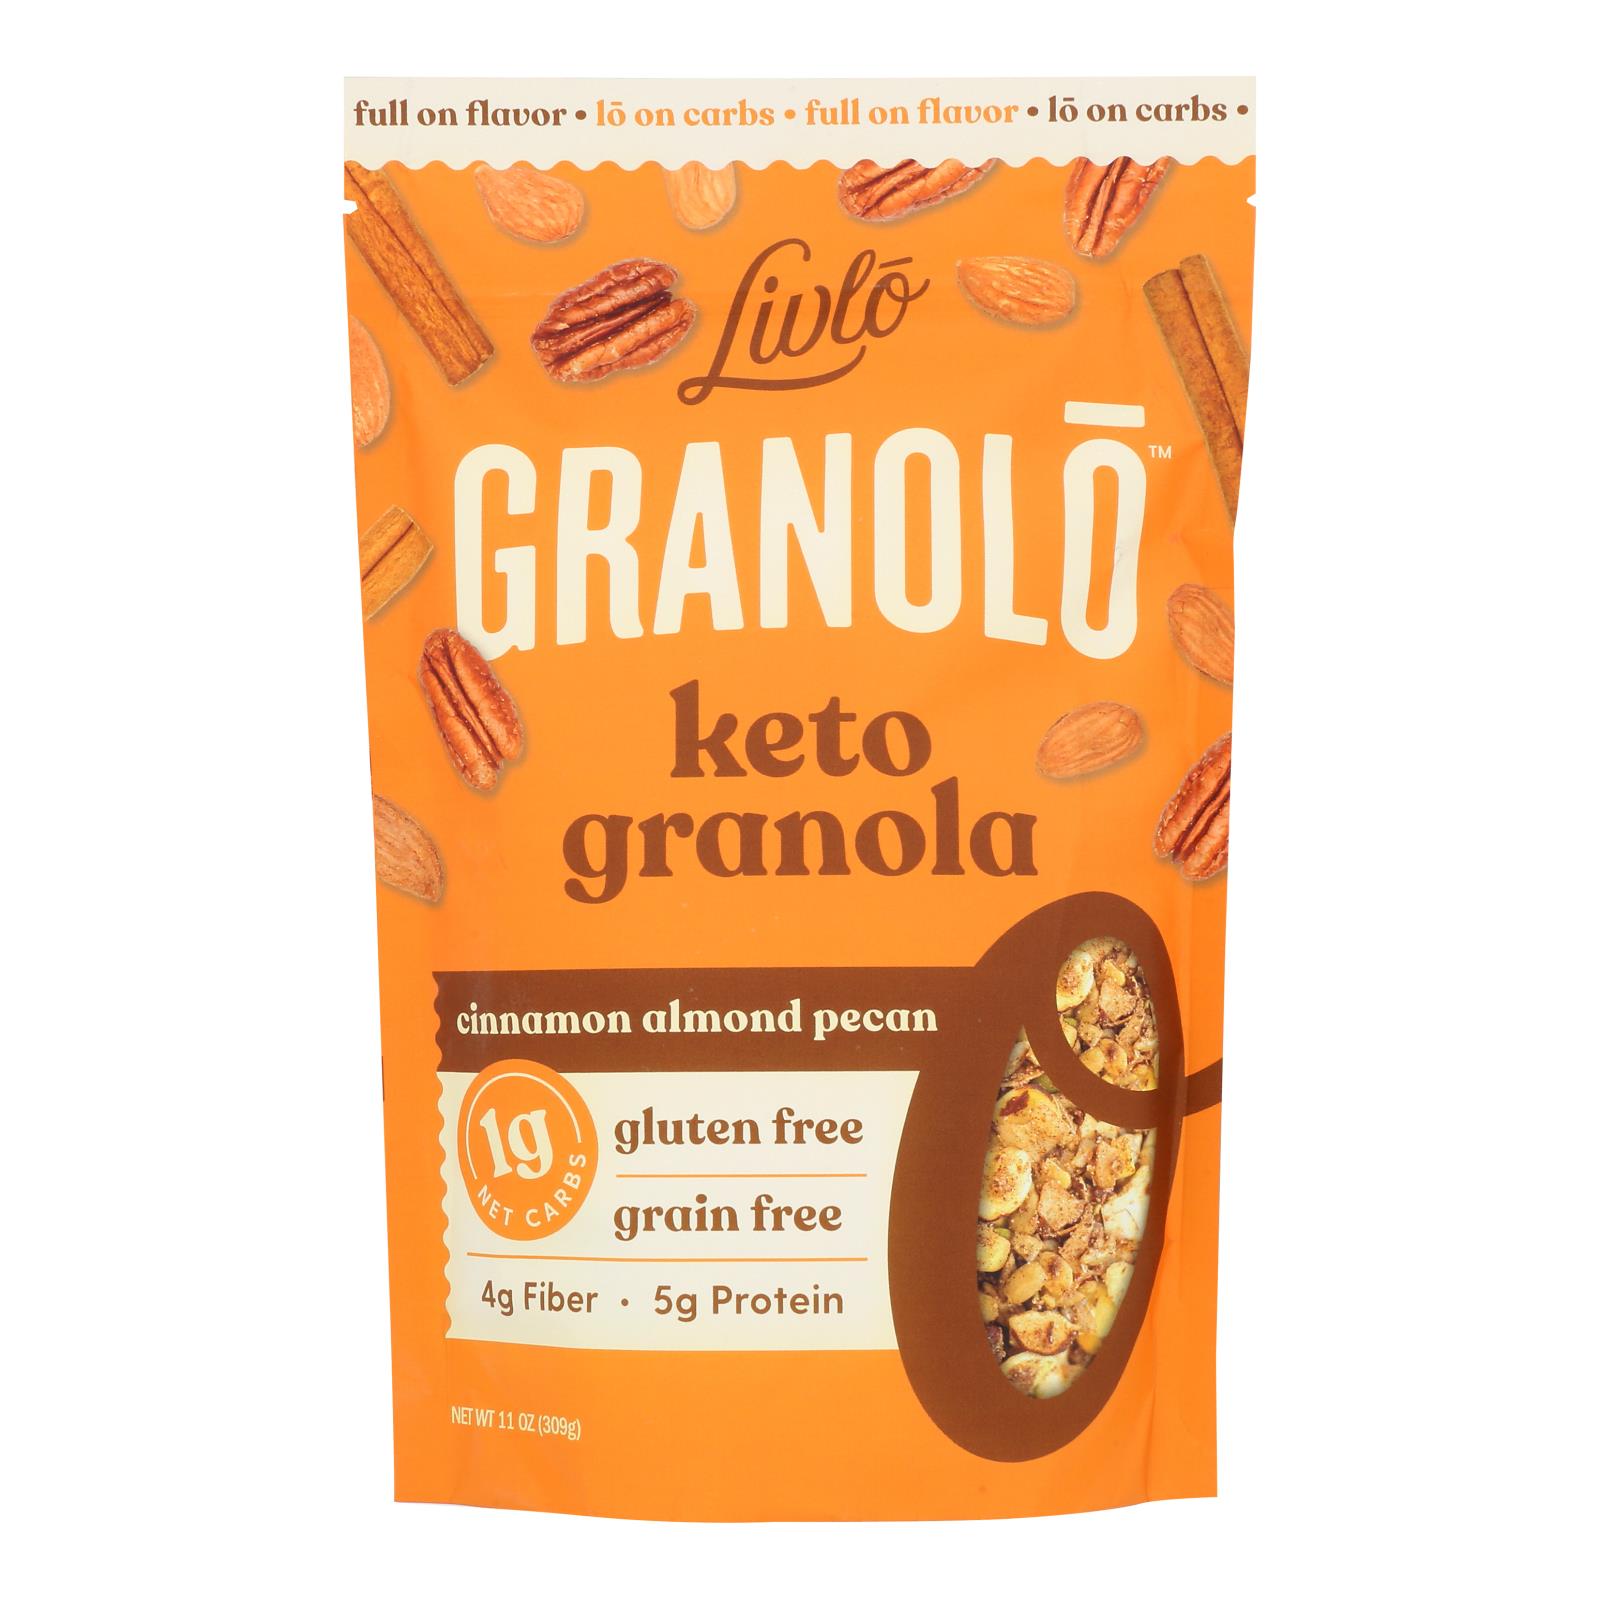 full on flavor • lō on carbs • full on flavor • lō on carbs •
Livlō
GRANOLŌ™
keto
granola
cinnamon almond pecan
1g
NET CARBS
gluten free
grain free
4g Fiber • 5g Protein
NET WT 11 OZ (309g)